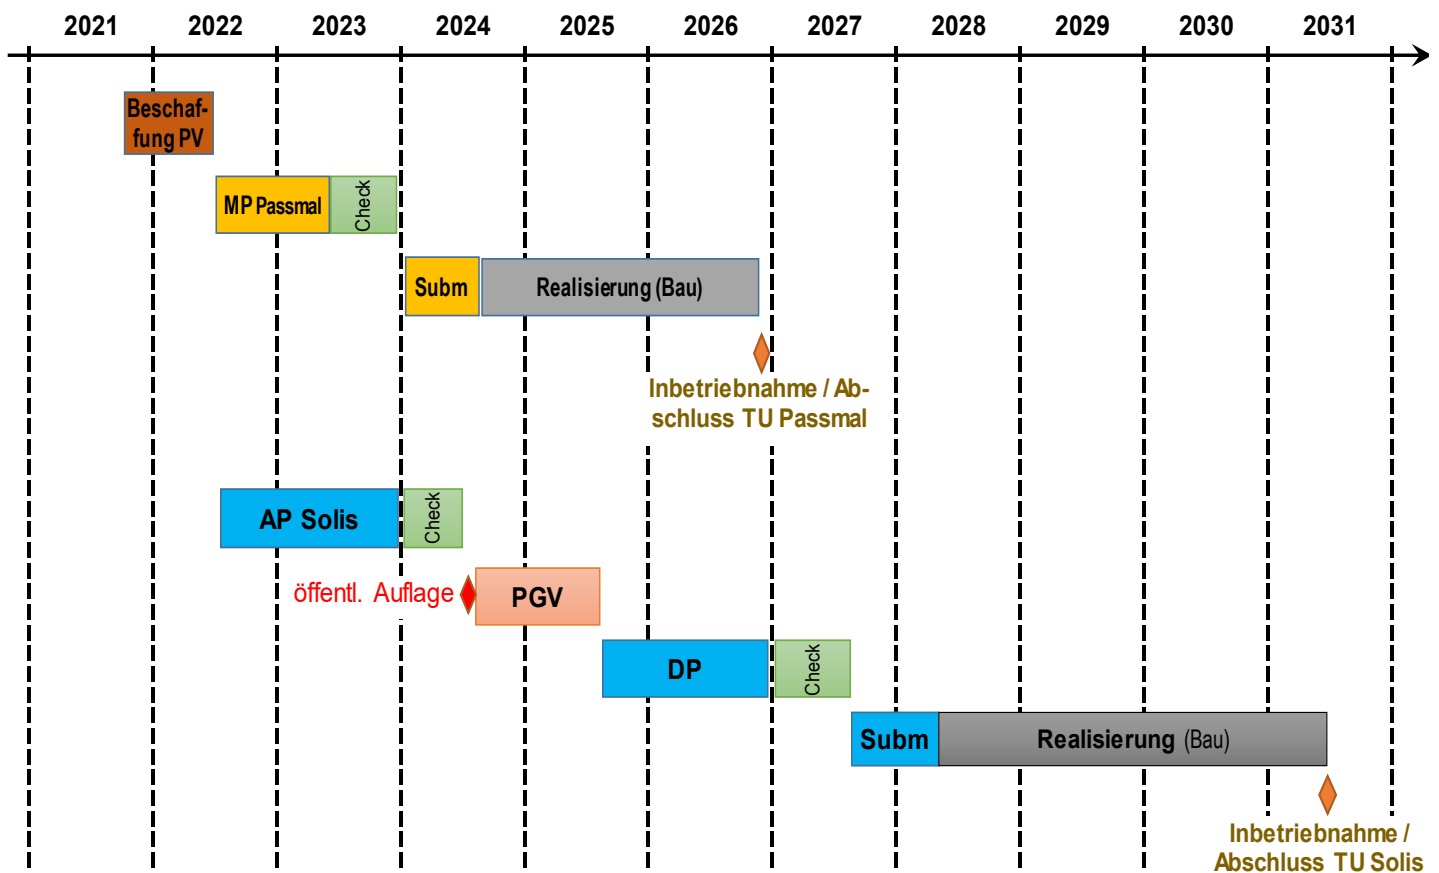 2021 2022 2023 2024 2025 2026 2027 2028 2029 2030 2031
Beschaf-
fung PV
MP Passmal
Check
Subm
Realisierung (Bau)
Inbetriebnahme / Ab-
schluss TU Passmal
AP Solis
Check
öffentl. Auflage
PGV
DP
Check
Subm
Realisierung (Bau)
Inbetriebnahme /
Abschluss TU Solis